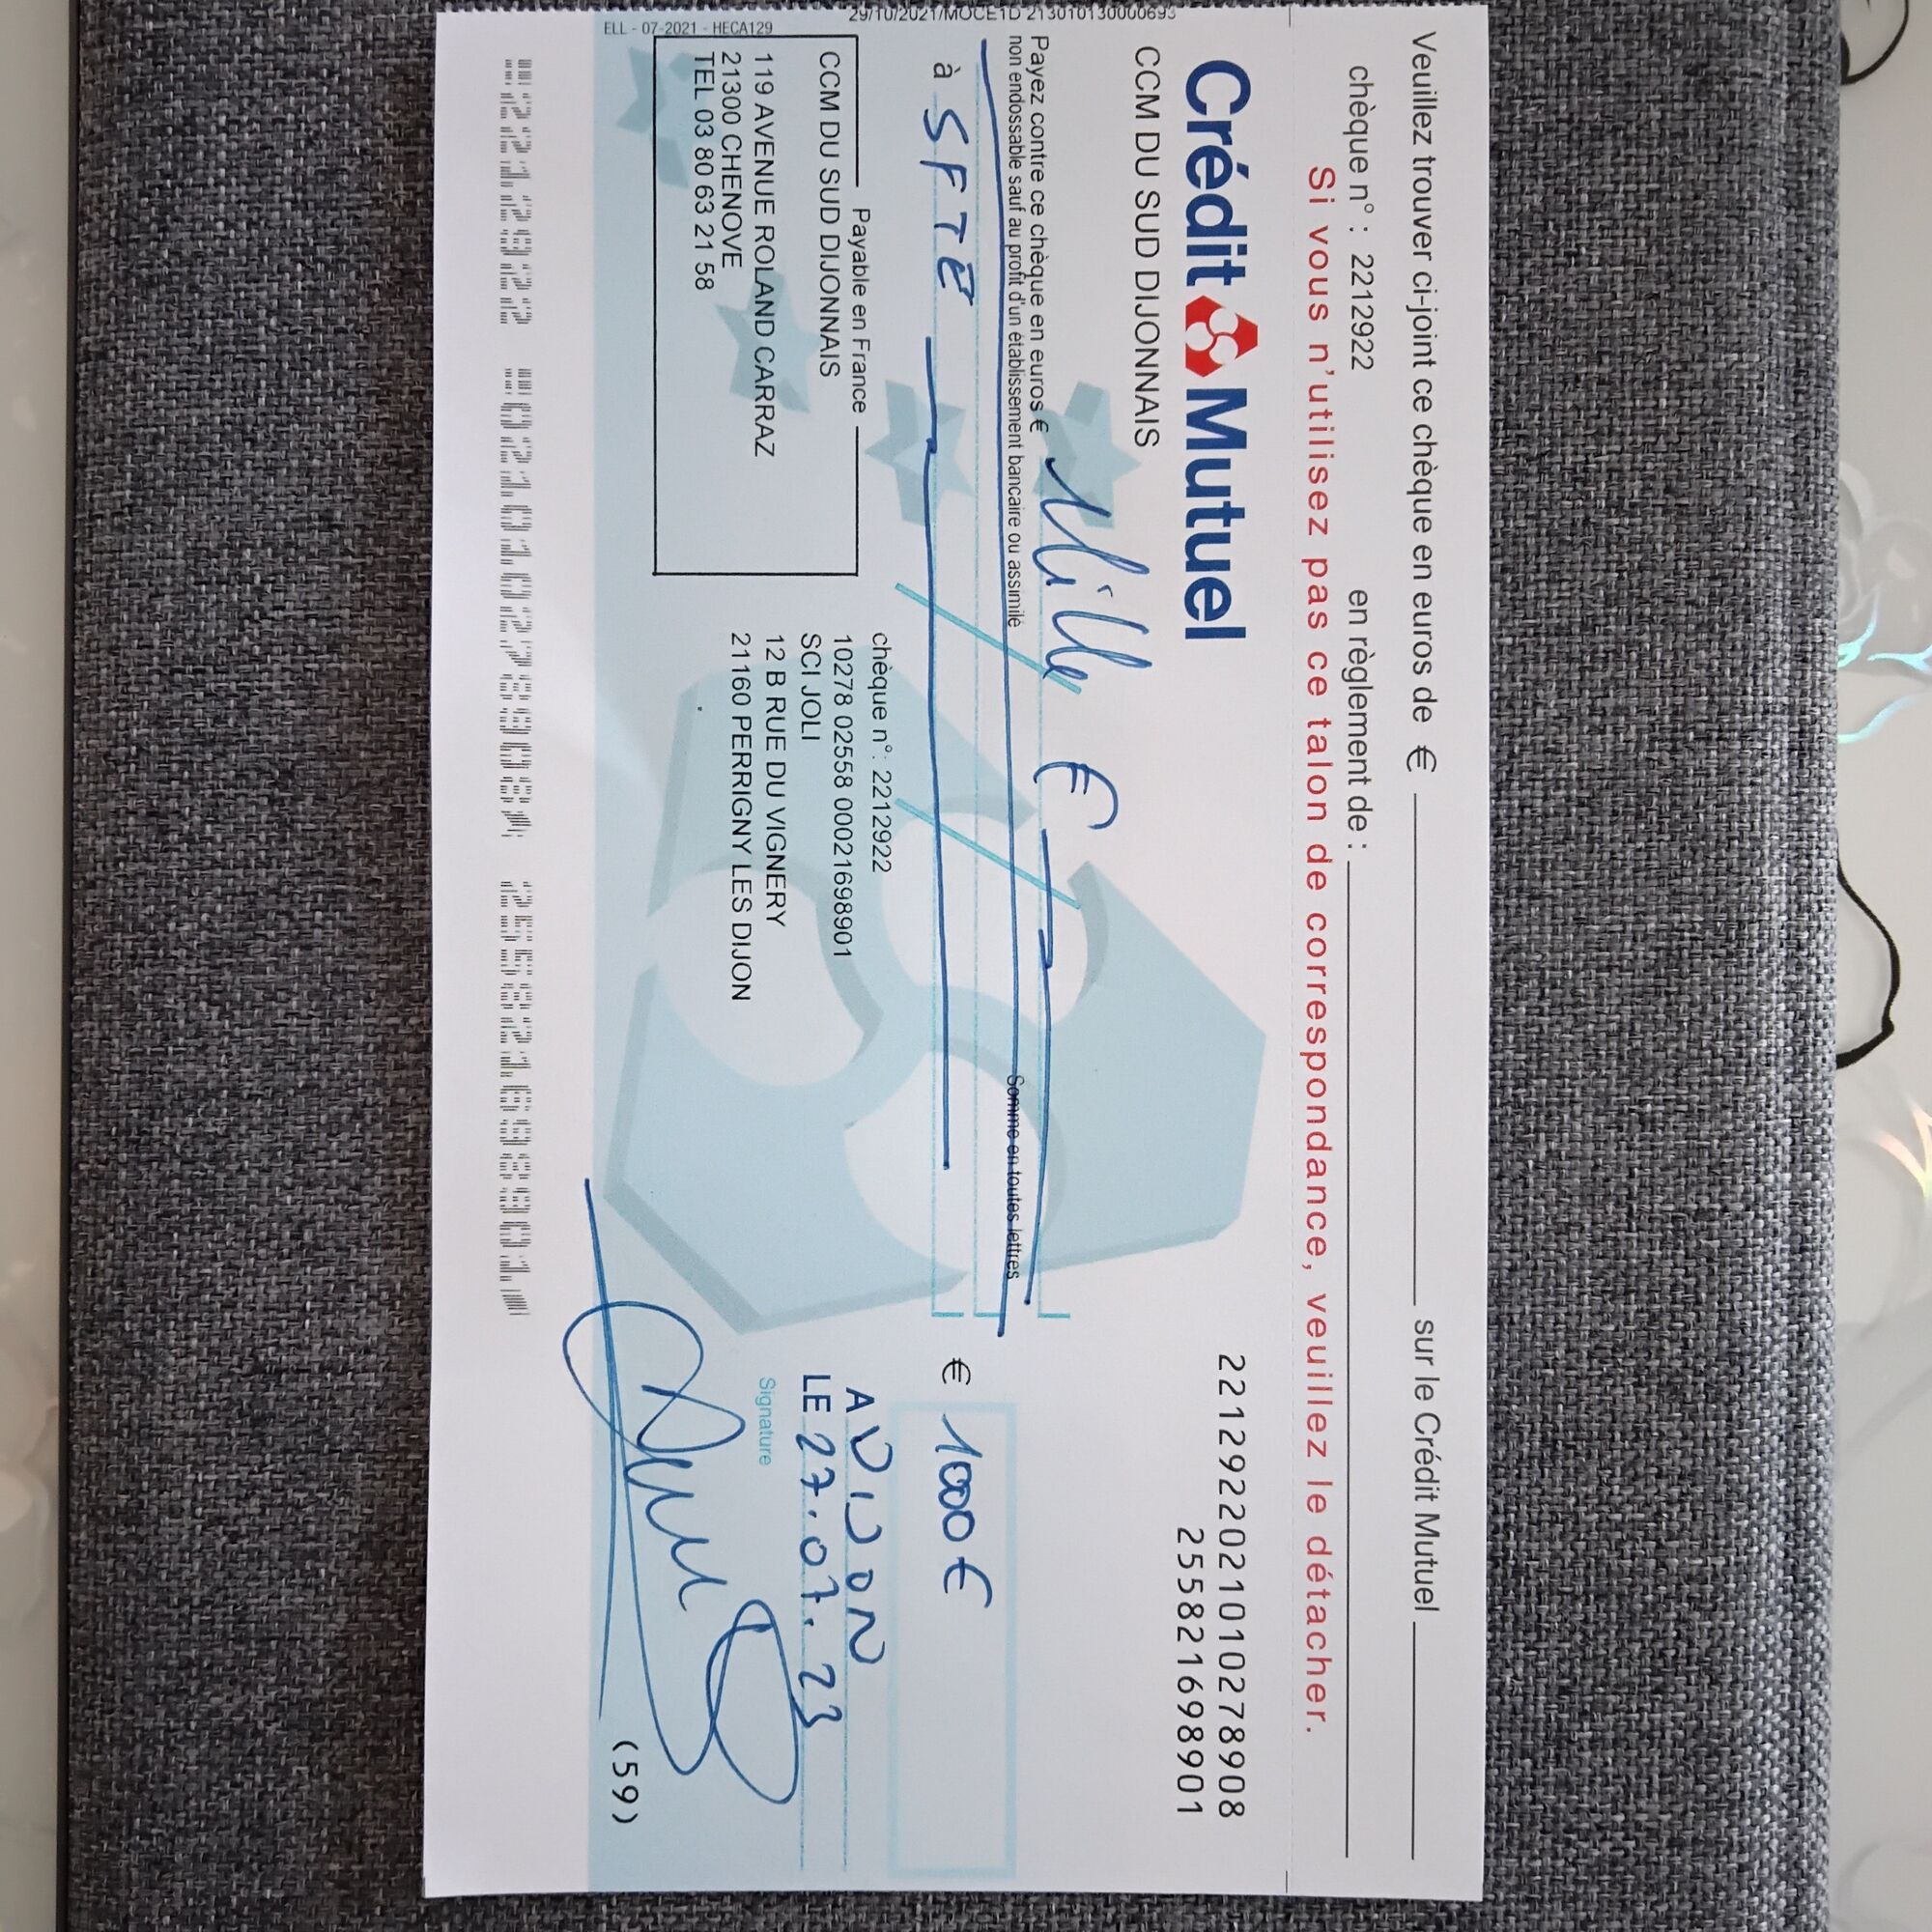 Veuillez trouver ci-joint ce chèque en euros de € sur le Crédit Mutuel
chèque n° : 2212922 en règlement de :
Si vous n'utilisez pas ce talon de correspondance, veuillez le détacher.
Crédit Mutuel
CCM DU SUD DIJONNAIS
221292202101010278908
255821698901
29/10/2021/MOCE1D 213010130000693
Payez contre ce chèque en euros € Mille €
non endossable sauf au profit d'un établissement bancaire ou assimilé
Somme en toutes lettres
à SFTE
€ 1000 €
Payable en France
CCM DU SUD DIJONNAIS
119 AVENUE ROLAND CARRAZ
21300 CHENOVE
TEL 03 80 63 21 58
ELL - 07-2021 - HECA129
chèque n° : 2212922
10278 02558 00021698901
SCI JOLI
12 B RUE DU VIGNERY
21160 PERRIGNY LES DIJON
A DIJON
LE 27.07.23
Signature
(59)